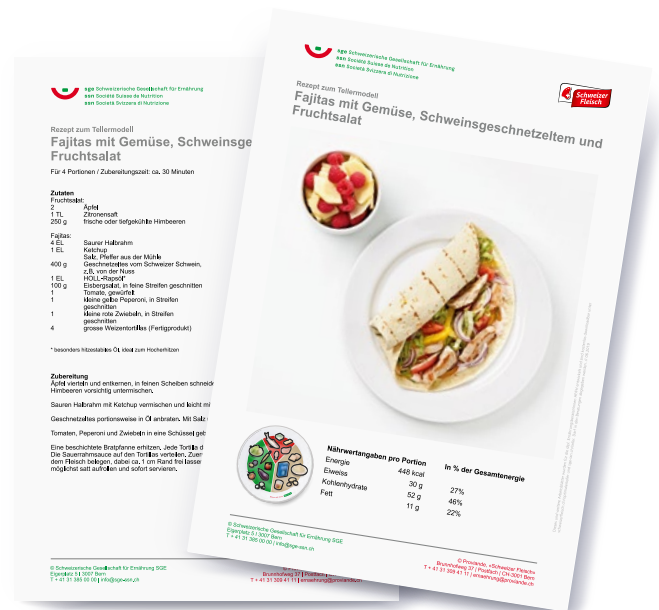 sge Schweizerische Gesellschaft für Ernährung
ssn Société Suisse de Nutrition
ssn Società Svizzera di Nutrizione
Rezept zum Tellermodell
Fajitas mit Gemüse, Schweinsge
Fruchtsalat
Für 4 Portionen / Zubereitungszeit: ca. 30 Minuten
Zutaten
Fruchtsalat:
2 Äpfel
1 TL Zitronensaft
250 g frische oder tiefgekühlte Himbeeren
Fajitas:
4 EL Saurer Halbrahm
1 EL Ketchup
Salz, Pfeffer aus der Mühle
400 g Geschnetzeltes vom Schweizer Schwein,
z.B. von der Nuss
1 EL HOLL-Rapsöl*
100 g Eisbergsalat, in feine Streifen geschnitten
1 Tomate, gewürfelt
1 kleine gelbe Peperoni, in Streifen
geschnitten
1 kleine rote Zwiebeln, in Streifen
geschnitten
4 grosse Weizentortillas (Fertigprodukt)
* besonders hitzestabiles Öl, ideal zum Hocherhitzen
Zubereitung
Äpfel vierteln und entkernen, in feinen Scheiben schneide
Himbeeren vorsichtig untermischen.
Sauren Halbrahm mit Ketchup vermischen und leicht
Geschnetzeltes portionsweise in Öl anbraten. Mit Salz
Tomaten, Peperoni und Zwiebeln in eine Schüssel
Eine beschichtete Bratpfanne erhitzen, Jede Tortilla
Die Sauerrahmsauce auf den Tortillas verteilen.
dem Fleisch belegen, dabei ca. 1 cm Rand frei
möglichst satt aufrollen und sofort servieren.
© Schweizerische Gesellschaft für Ernährung SGE
Eigerplatz 5 I 3007 Bern
T + 41 31 385 00 00 | info@sge-ssn.ch
Brunnhofweg 37 | Postfach |
T + 41 31 309 41 11 |
sge Schweizerische Gesellschaft für Ernährung
ssn Société Suisse de Nutrition
ssn Società Svizzera di Nutrizione
Schweizer
Fleisch
Rezept zum Tellermodell
Fajitas mit Gemüse, Schweinsgeschnetzeltem und
Fruchtsalat
Nährwertangaben pro Portion In % der Gesamtenergie
Energie 448 kcal
Eiweiss 30 g 27%
Kohlenhydrate 52 g 46%
Fett 11 g 22%
© Schweizerische Gesellschaft für Ernährung SGE
Eigerplatz 5 I 3007 Bern
T + 41 31 385 00 00 | info@sge-ssn.ch
© Proviande, «Schweizer Fleisch»
Brunnhofweg 37 | Postfach | CH-3001 Bern
T + 41 31 309 41 11 | ernaehrung@proviande.ch